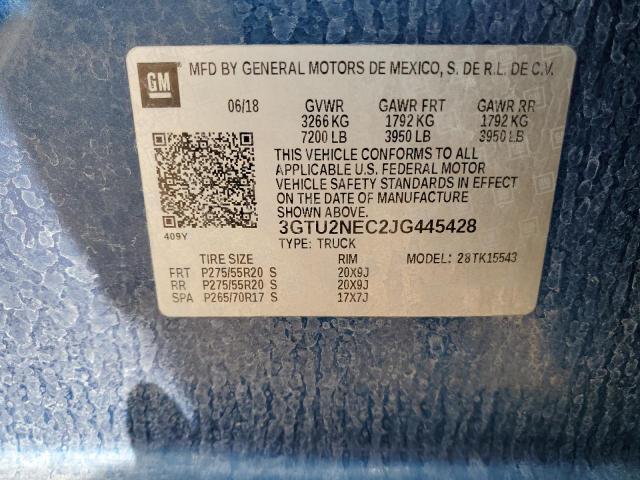 GM MFD BY GENERAL MOTORS DE MEXICO, S. DE R.L. DE C.V.
06/18 GVWR GAWR FRT GAWR RR
3266 KG 1792 KG 1792 KG
7200 LB 3950 LB 3950 LB
THIS VEHICLE CONFORMS TO ALL
APPLICABLE U.S. FEDERAL MOTOR
VEHICLE SAFETY STANDARDS IN EFFECT
ON THE DATE OF MANUFACTURE
SHOWN ABOVE.
409Y 3GTU2NEC2JG445428
TYPE: TRUCK MODEL: 28TK15543
TIRE SIZE RIM
FRT P275/55R20 S 20X9J
RR P275/55R20 S 20X9J
SPA P265/70R17 S 17X7J